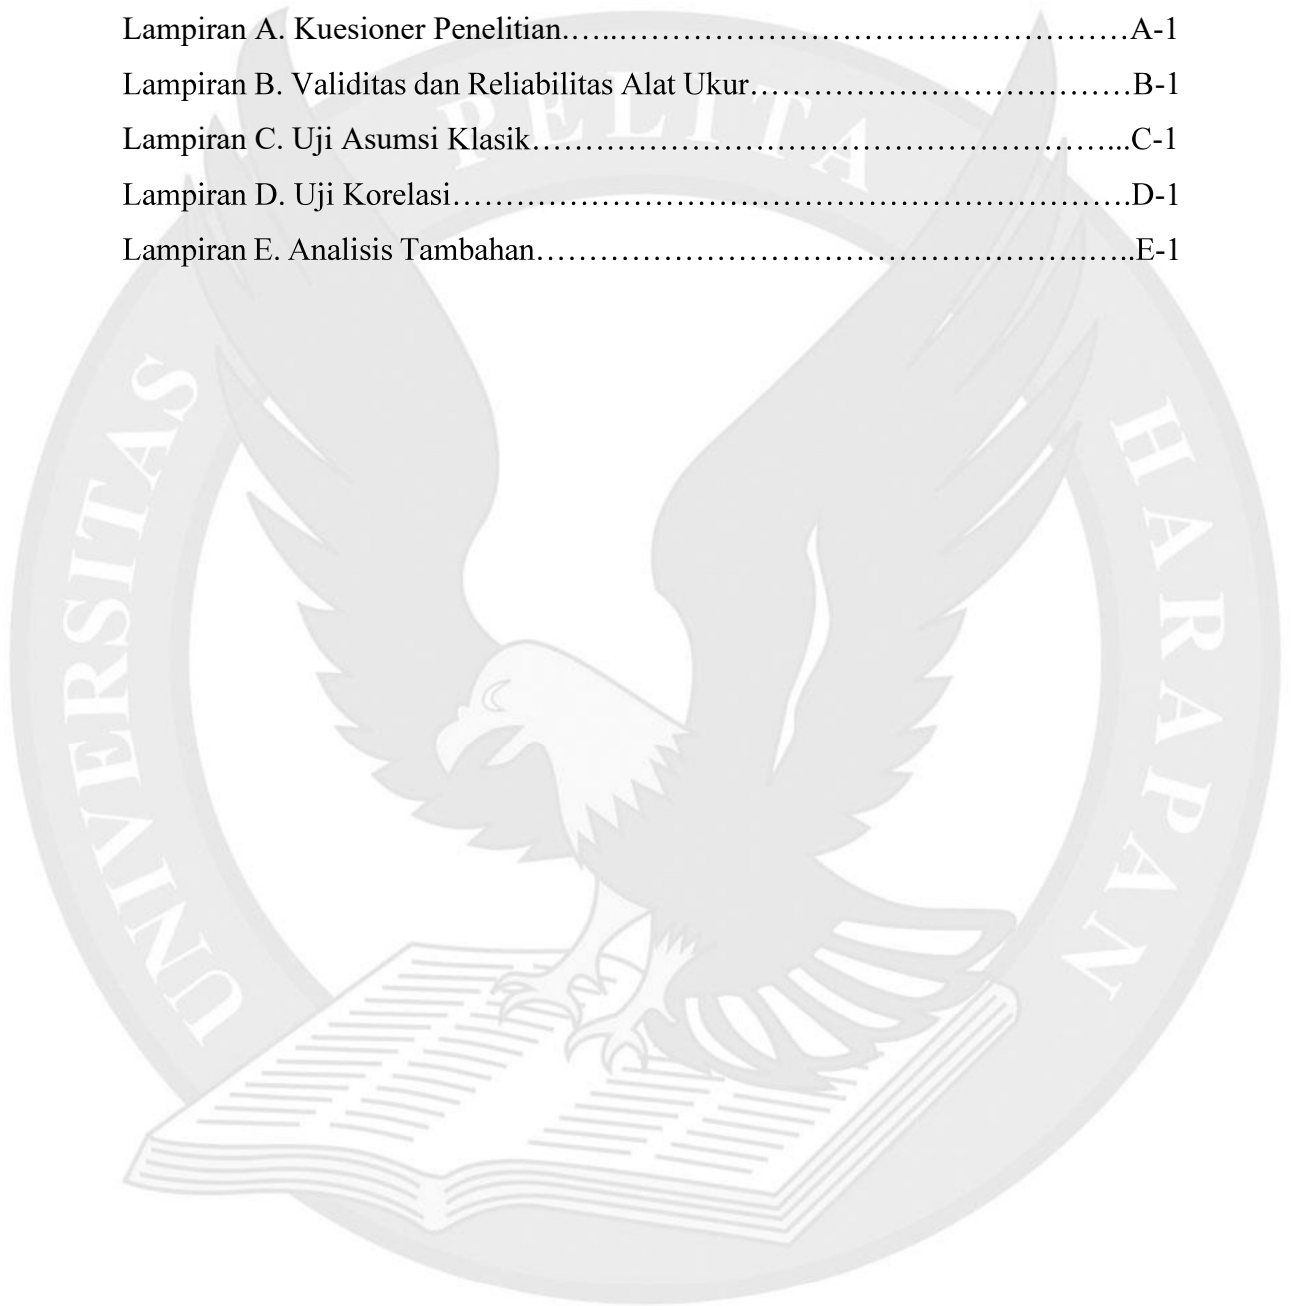 Lampiran A. Kuesioner Penelitian……………………………………………………A-1
Lampiran B. Validitas dan Reliabilitas Alat Ukur………………………………B-1
Lampiran C. Uji Asumsi Klasik…………………………………………………...C-1
Lampiran D. Uji Korelasi……………………………………………………….D-1
Lampiran E. Analisis Tambahan………………………………………………..E-1
UNIVERSITAS PELITA HARAPAN